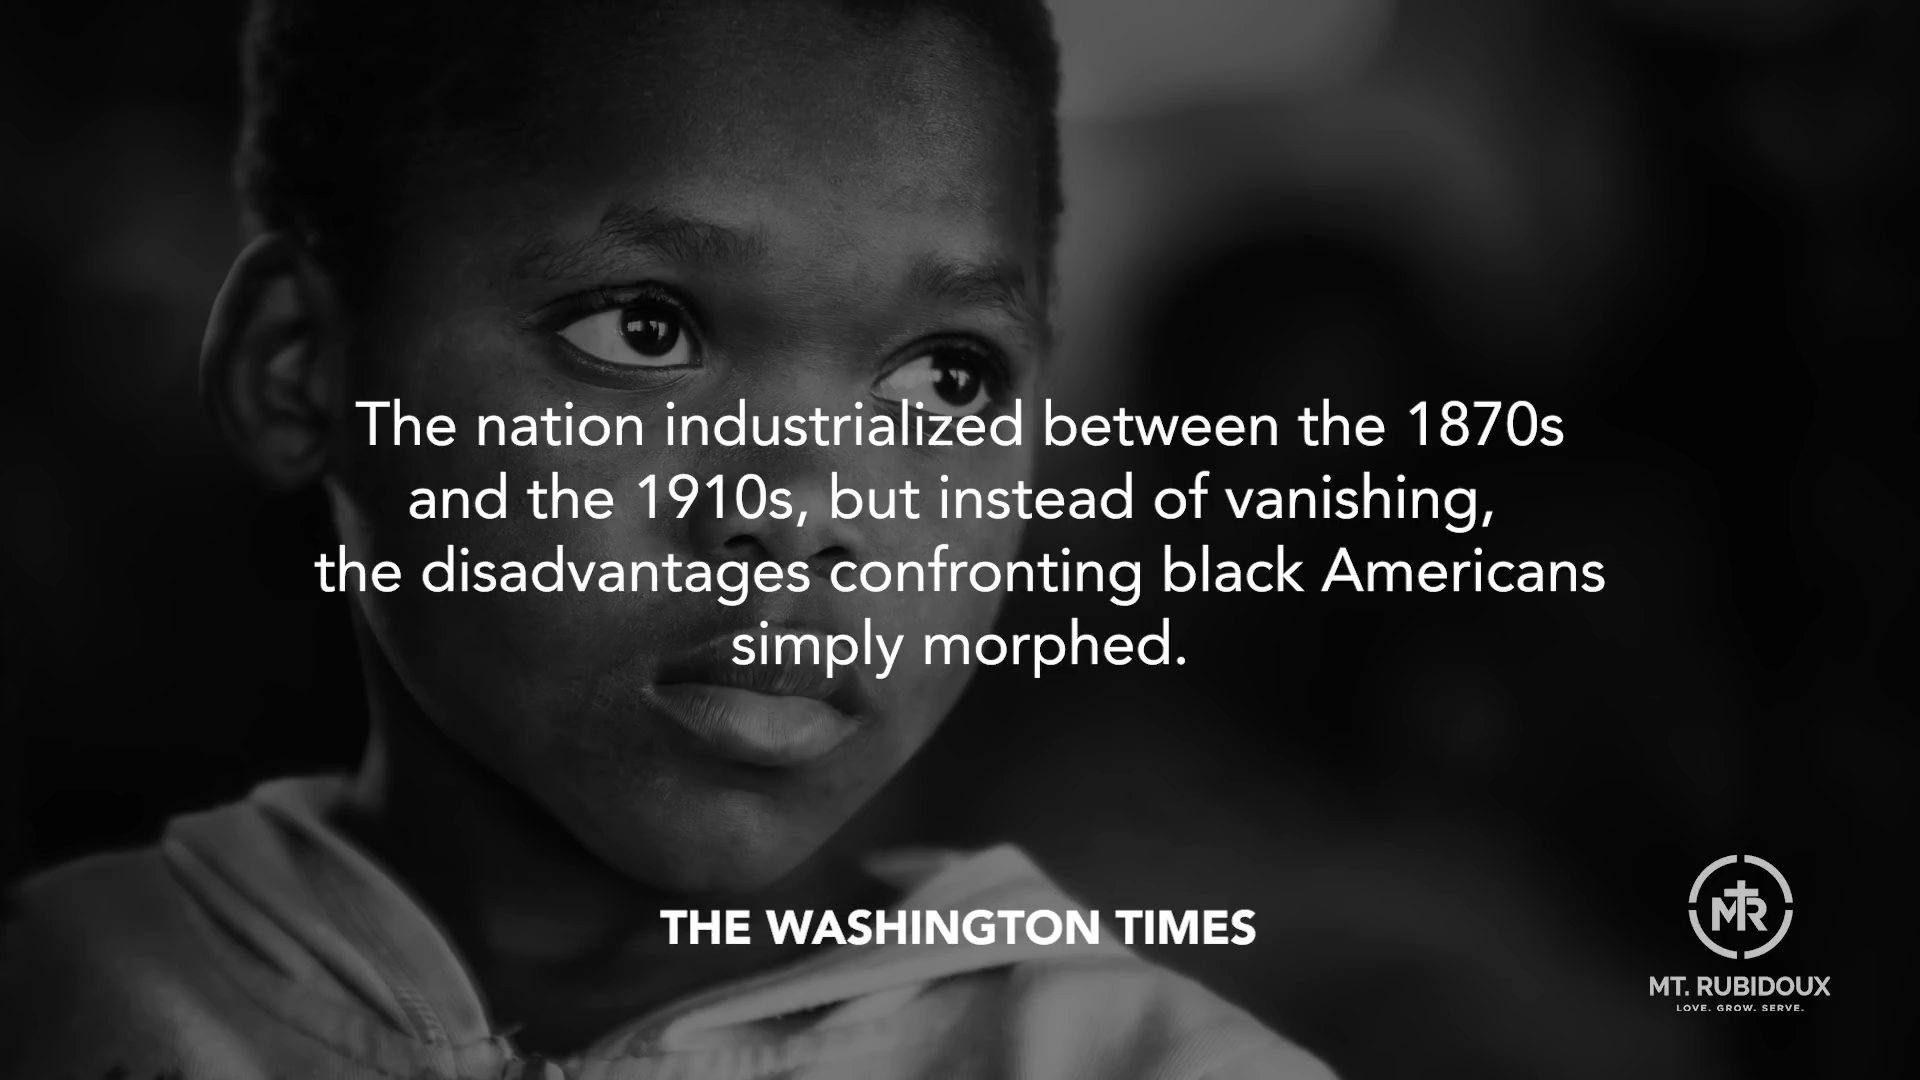 The nation industrialized between the 1870s
and the 1910s, but instead of vanishing,
the disadvantages confronting black Americans
simply morphed.
THE WASHINGTON TIMES
MR
MT. RUBIDOUX
LOVE. GROW. SERVE.